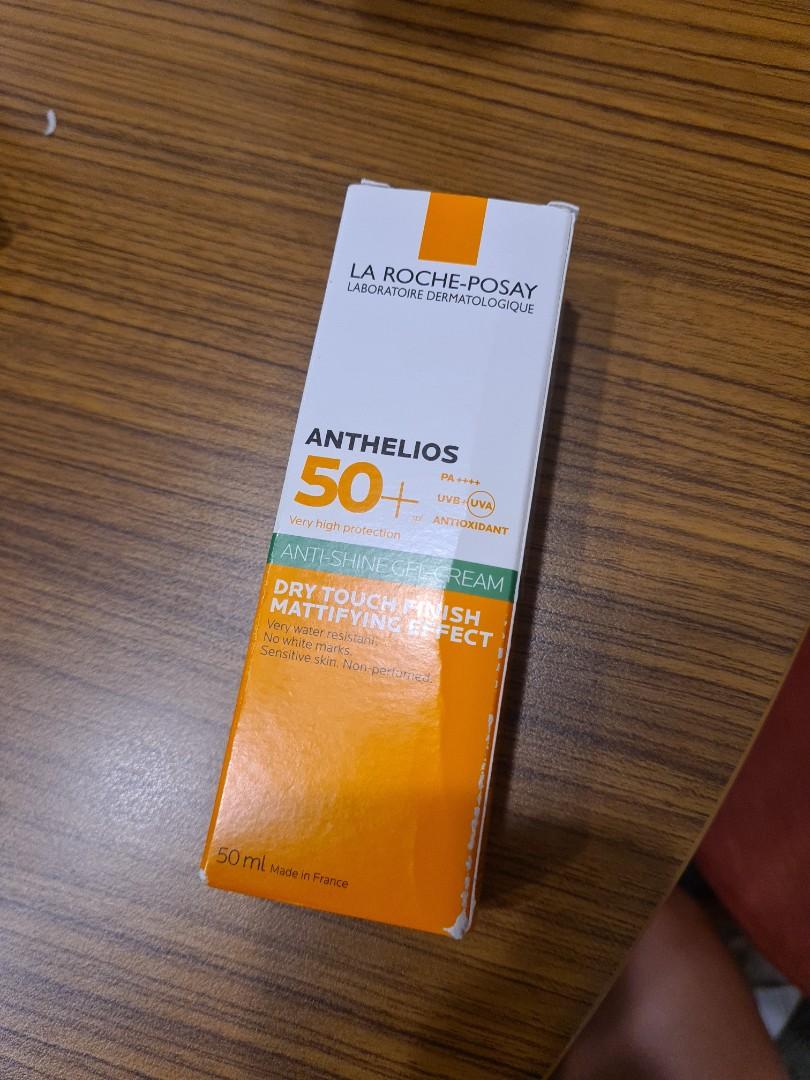 LA ROCHE-POSAY
LABORATOIRE DERMATOLOGIQUE
ANTHELIOS
50+
PA ++++
UVB+UVA
ANTIOXIDANT
Very high protection
ANTI-SHINE GEL-CREAM
DRY TOUCH FINISH
MATTIFYING EFFECT
Very water resistant.
No white marks.
Sensitive skin. Non-perfumed.
50 ml Made in France